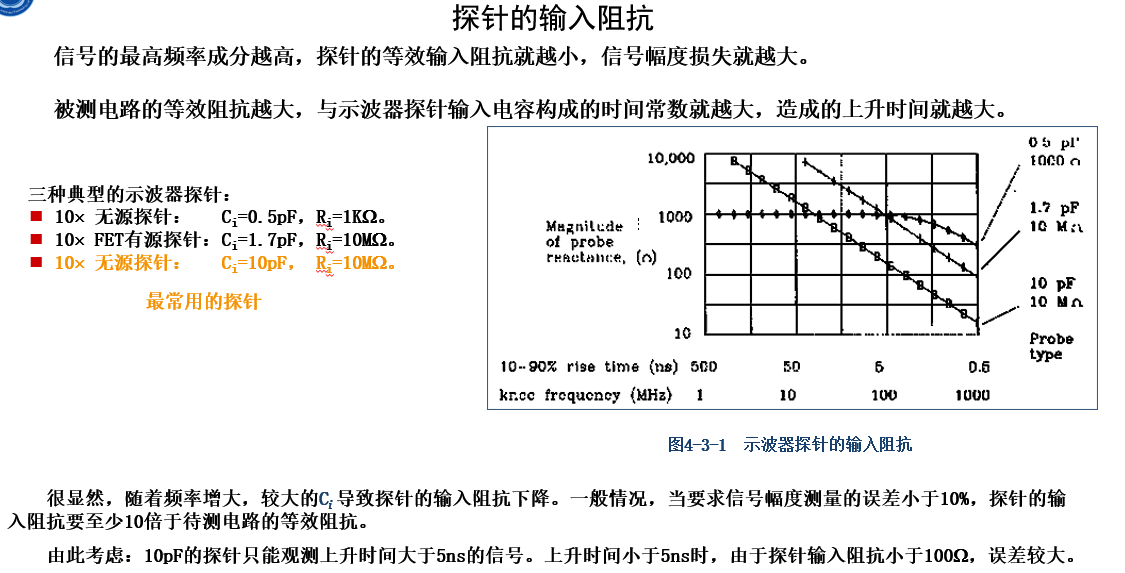 探针的输入阻抗
信号的最高频率成分越高，探针的等效输入阻抗就越小，信号幅度损失就越大。
被测电路的等效阻抗越大，与示波器探针输入电容构成的时间常数就越大，造成的上升时间就越大。
三种典型的示波器探针：
10× 无源探针： Ci=0.5pF，Ri=1KΩ。
10× FET有源探针：Ci=1.7pF，Ri=10MΩ。
10× 无源探针： Ci=10pF， Ri=10MΩ。
最常用的探针
Magnitude
of probe
reactance, (Ω)
10,000
1000
100
10
0.5 pF
1000 Ω
1.7 pF
10 MΩ
10 pF
10 MΩ
Probe
type
10-90% rise time (ns) 500 50 5 0.5
knee frequency (MHz) 1 10 100 1000
图4-3-1 示波器探针的输入阻抗
很显然，随着频率增大，较大的Ci导致探针的输入阻抗下降。一般情况，当要求信号幅度测量的误差小于10%，探针的输
入阻抗要至少10倍于待测电路的等效阻抗。
由此考虑：10pF的探针只能观测上升时间大于5ns的信号。上升时间小于5ns时，由于探针输入阻抗小于100Ω，误差较大。